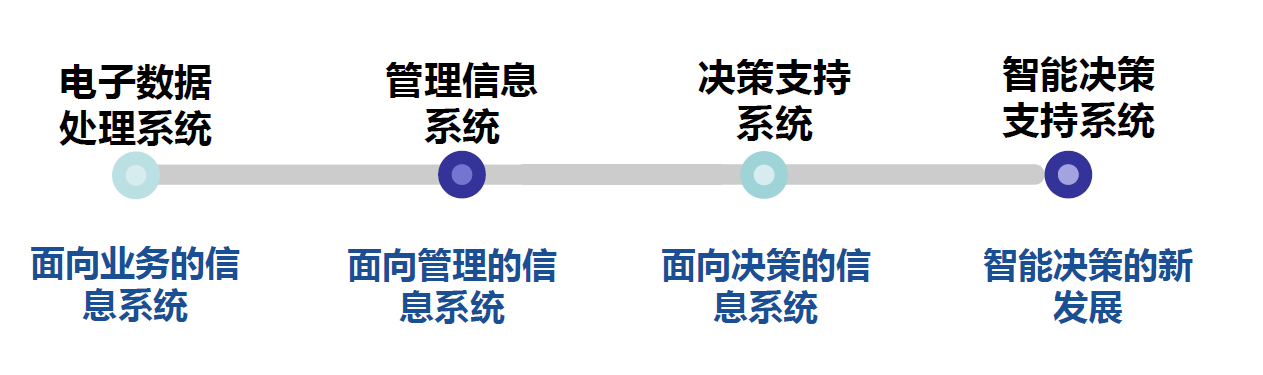 电子数据
处理系统
管理信息
系统
决策支持
系统
智能决策
支持系统
面向业务的信
息系统
面向管理的信
息系统
面向决策的信
息系统
智能决策的新
发展